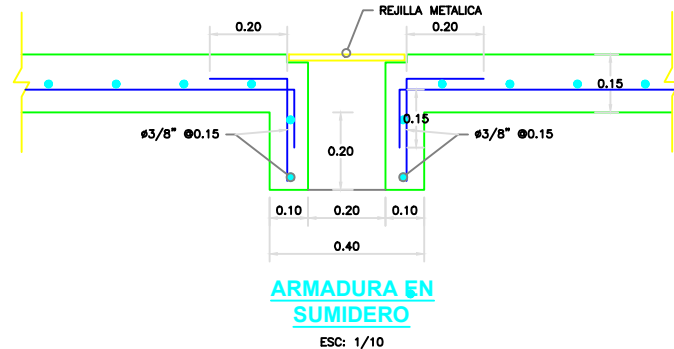 REJILLA METALICA
0.20
0.20
0.15
0.15
ø3/8" @0.15
ø3/8" @0.15
0.20
0.10
0.20
0.10
0.40
ARMADURA EN
SUMIDERO
ESC: 1/10